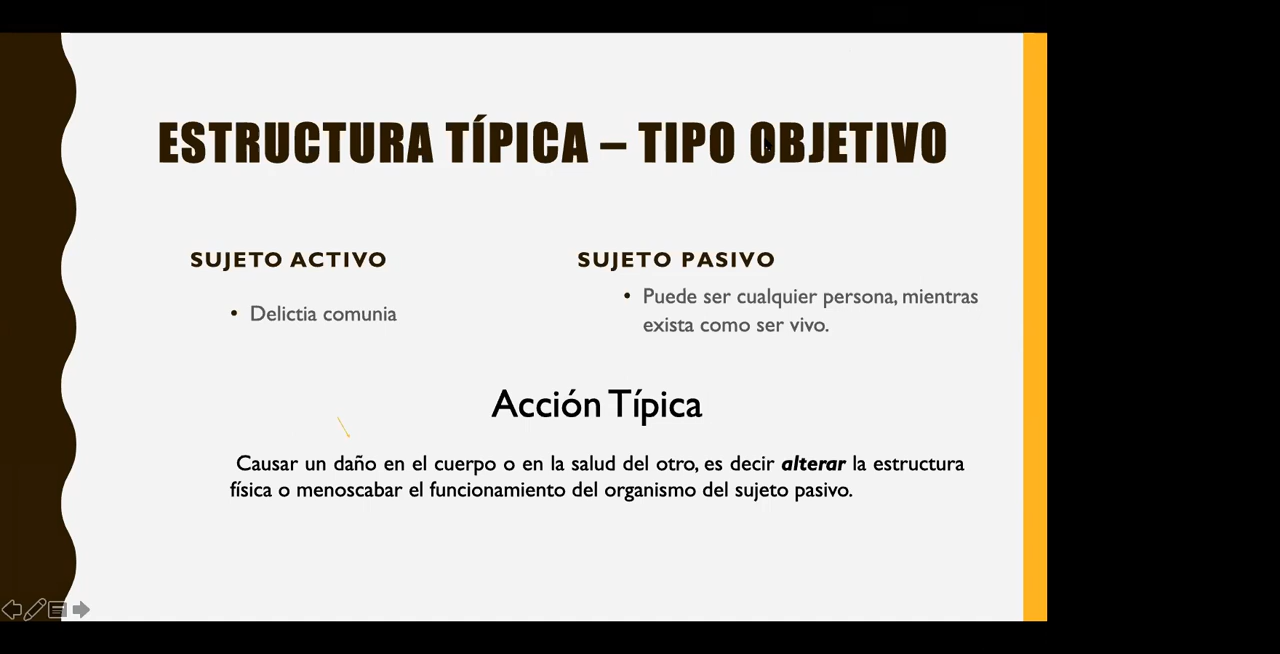 ESTRUCTURA TÍPICA – TIPO OBJETIVO
SUJETO ACTIVO
• Delictia comunia
SUJETO PASIVO
• Puede ser cualquier persona, mientras
exista como ser vivo.
Acción Típica
Causar un daño en el cuerpo o en la salud del otro, es decir alterar la estructura
física o menoscabar el funcionamiento del organismo del sujeto pasivo.